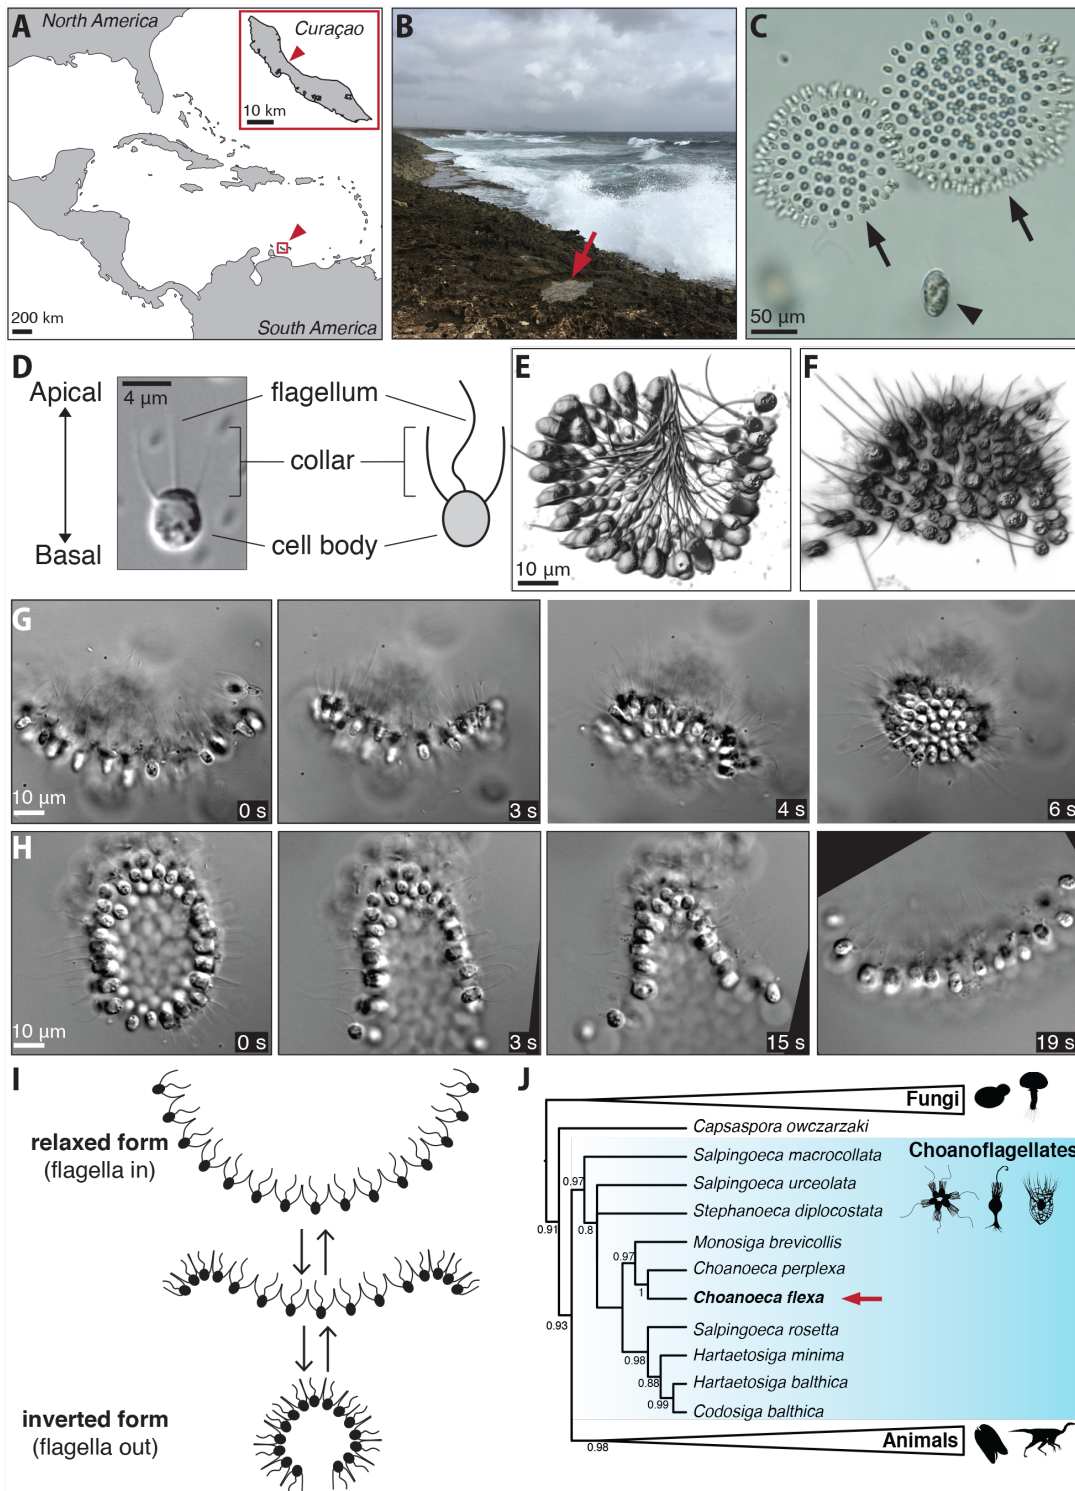 A
North America
Curaçao
10 km
200 km
South America
B
C
50 µm
D
Apical
Basal
4 µm
flagellum
collar
cell body
E
10 µm
F
G
10 µm
0 s
3 s
4 s
6 s
H
10 µm
0 s
3 s
15 s
19 s
I
relaxed form
(flagella in)
inverted form
(flagella out)
J
Fungi
Capsaspora owczarzaki
Choanoflagellates
Salpingoeca macrocollata
0.97
Salpingoeca urceolata
Stephanoeca diplocostata
0.91
0.8
Monosiga brevicollis
0.97
Choanoeca perplexa
1
Choanoeca flexa
0.93
Salpingoeca rosetta
0.98
Hartaetosiga minima
0.88
Hartaetosiga balthica
0.99
Codosiga balthica
0.98
Animals